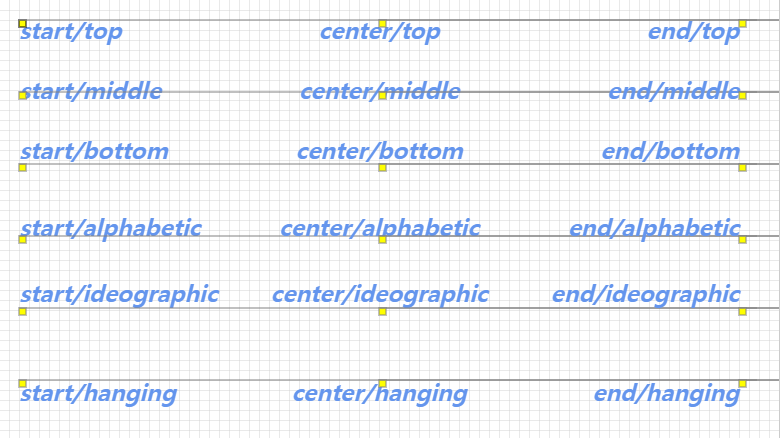 start/top center/top end/top
start/middle center/middle end/middle
start/bottom center/bottom end/bottom
start/alphabetic center/alphabetic end/alphabetic
start/ideographic center/ideographic end/ideographic
start/hanging center/hanging end/hanging